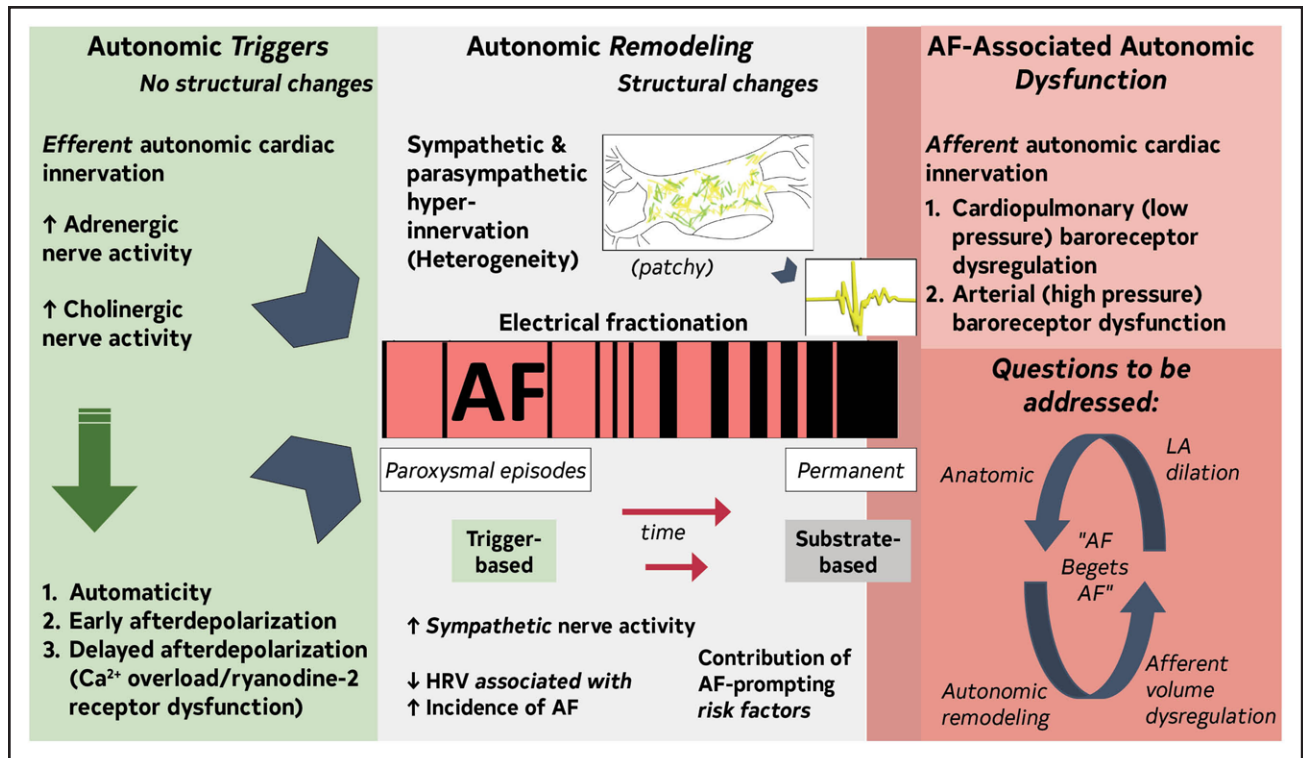 Autonomic Triggers
No structural changes
Efferent autonomic cardiac
innervation
↑ Adrenergic
nerve activity
↑ Cholinergic
nerve activity
1. Automaticity
2. Early afterdepolarization
3. Delayed afterdepolarization
(Ca²⁺ overload/ryanodine-2
receptor dysfunction)
Autonomic Remodeling
Structural changes
Sympathetic &
parasympathetic
hyper-
innervation
(Heterogeneity)
(patchy)
Electrical fractionation
AF
Paroxysmal episodes
Permanent
time
Trigger-
based
Substrate-
based
↑ Sympathetic nerve activity
↓ HRV associated with
↑ Incidence of AF
Contribution of
AF-prompting
risk factors
AF-Associated Autonomic
Dysfunction
Afferent autonomic cardiac
innervation
1. Cardiopulmonary (low
pressure) baroreceptor
dysregulation
2. Arterial (high pressure)
baroreceptor dysfunction
Questions to be
addressed:
Anatomic
LA
dilation
"AF
Begets
AF"
Autonomic
remodeling
Afferent
volume
dysregulation